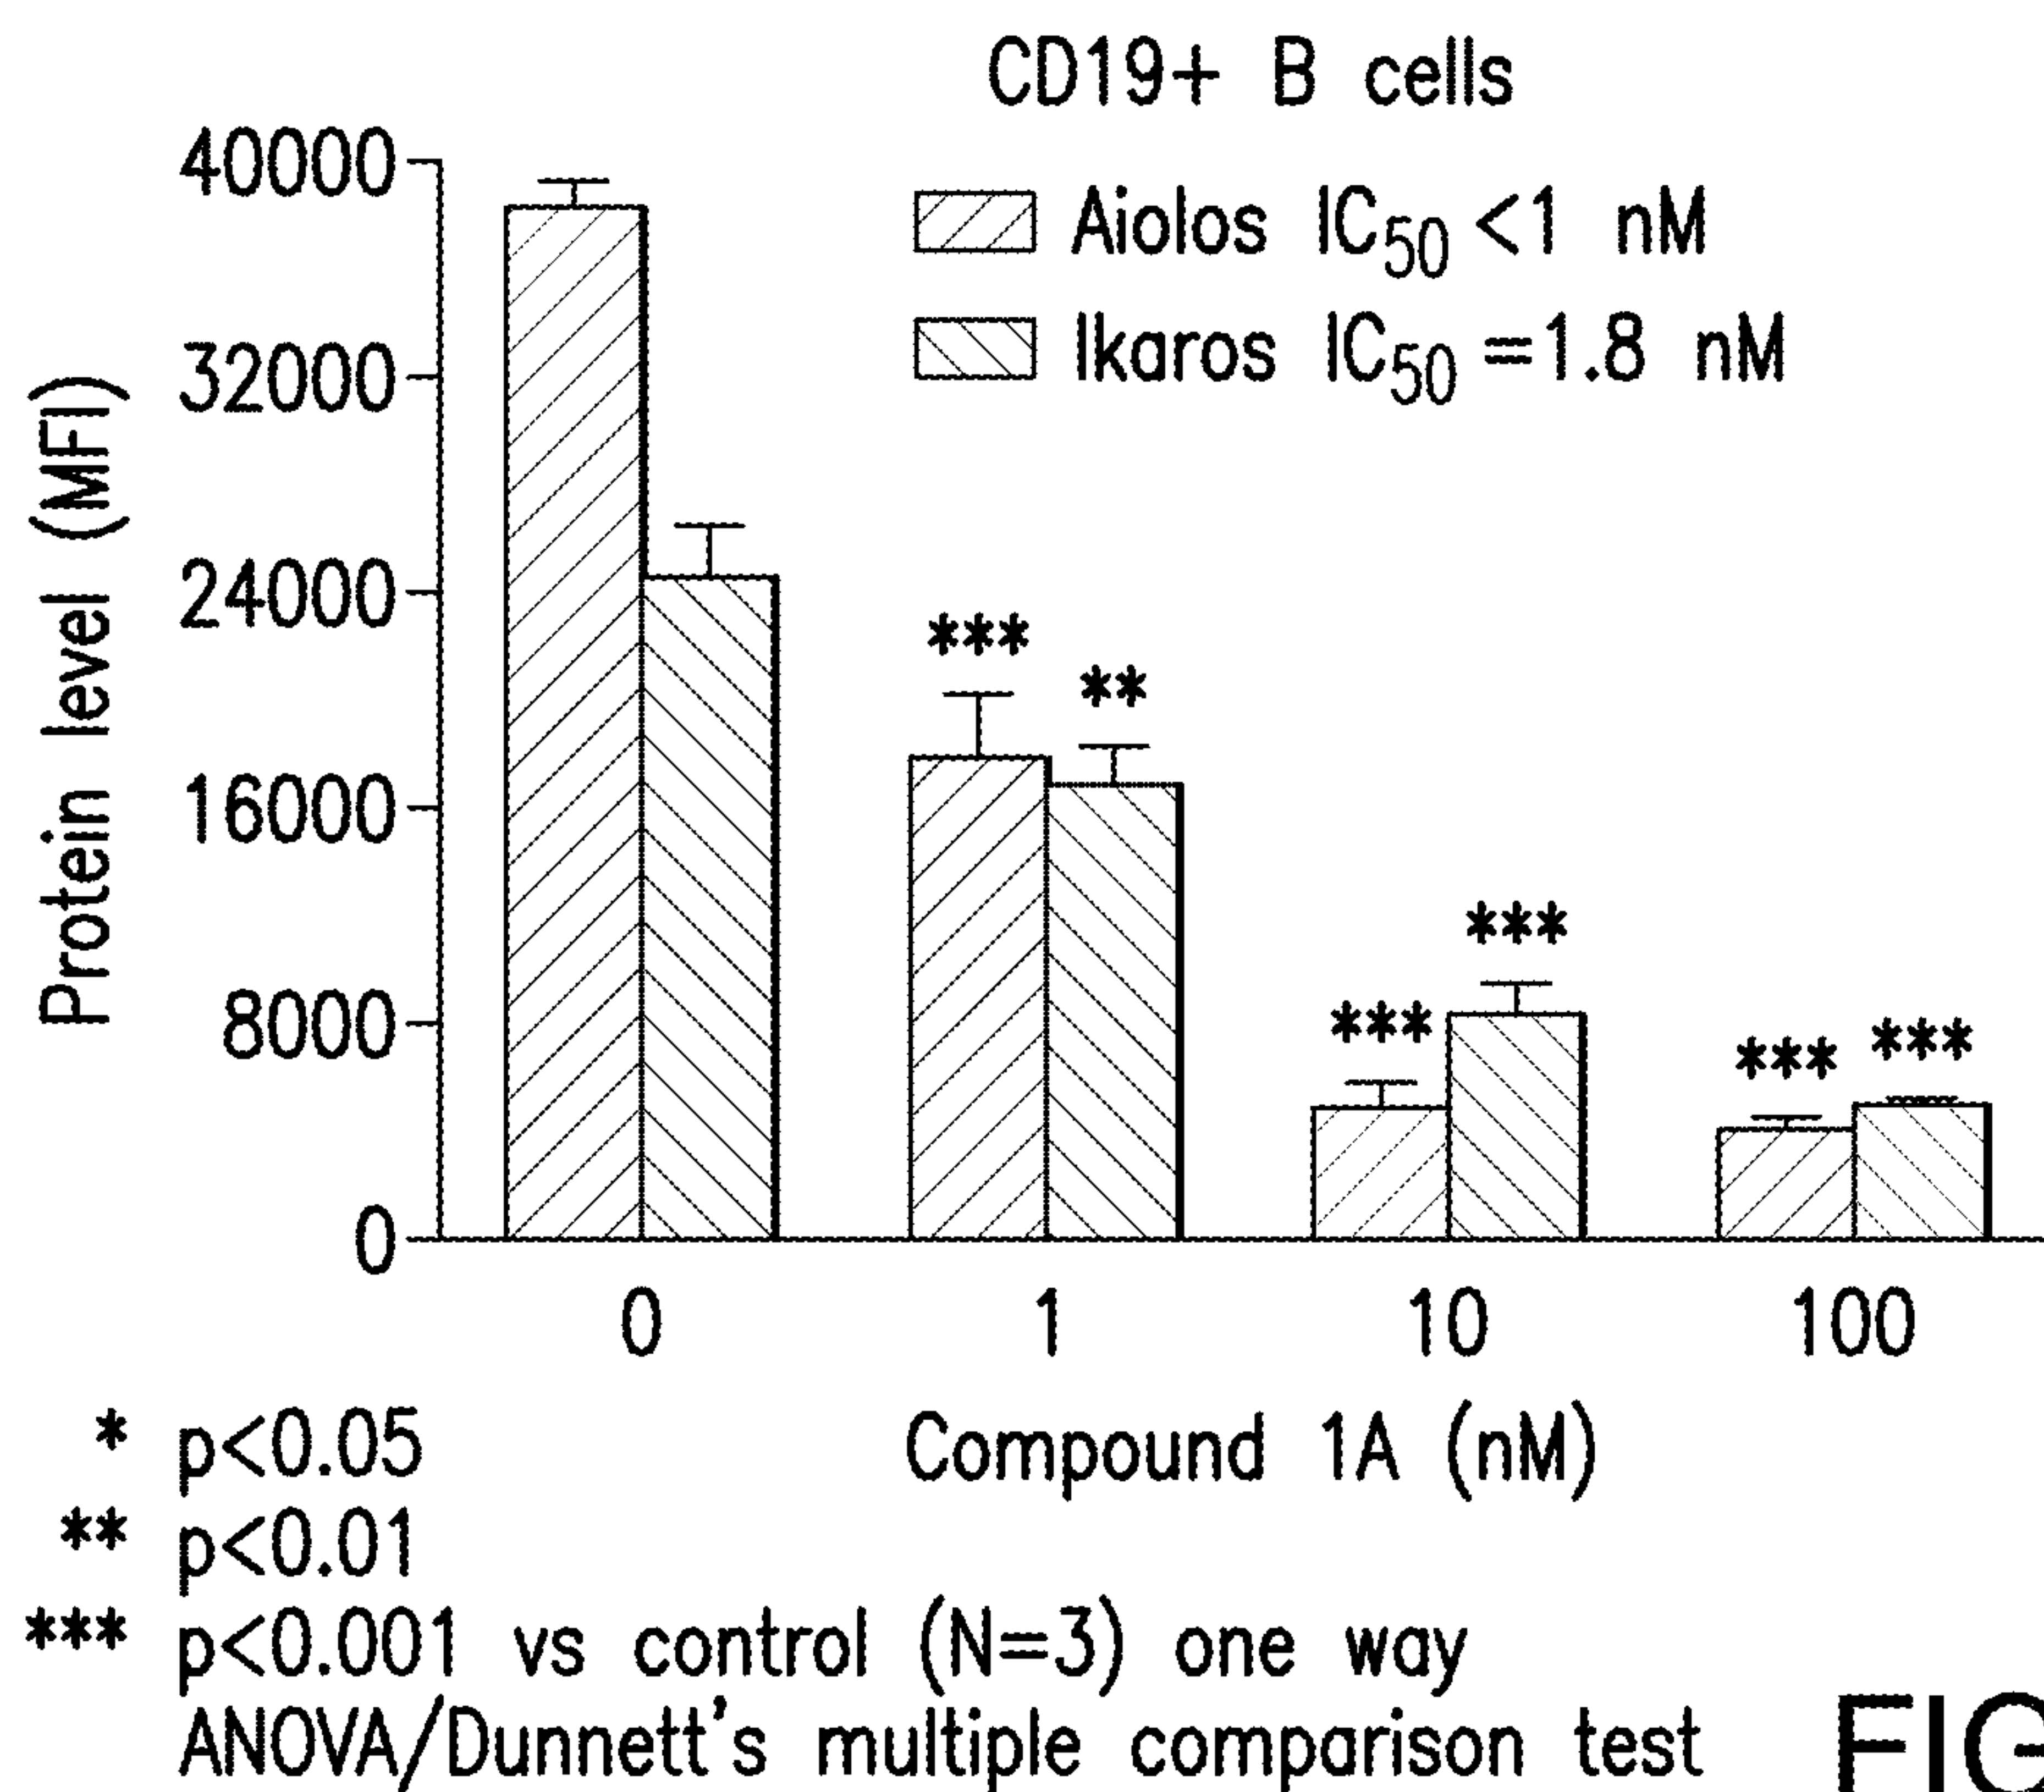 CD19+ B cells
Aiolos IC50 <1 nM
Ikaros IC50 =1.8 nM
Protein level (MFI)
40000
32000
24000
16000
8000
0
***
**
***
***
***
***
0 1 10 100
Compound 1A (nM)
* p<0.05
** p<0.01
*** p<0.001 vs control (N=3) one way
ANOVA/Dunnett's multiple comparison test
FIG